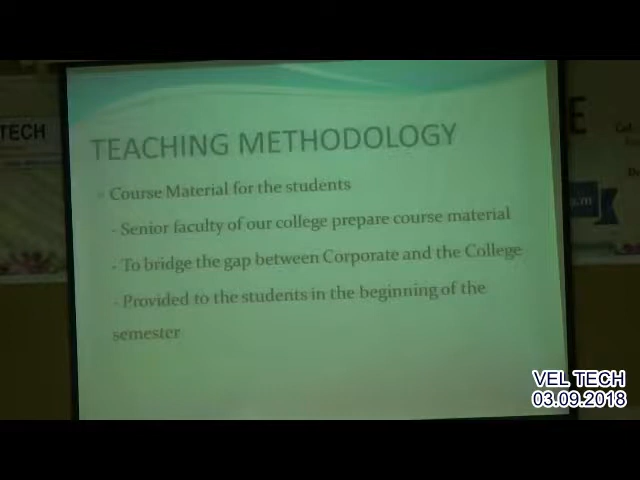 TECH
TEACHING METHODOLOGY
Course Material for the students
- Senior faculty of our college prepare course material
- To bridge the gap between Corporate and the College
- Provided to the students in the beginning of the
semester
VEL TECH
03.09.2018